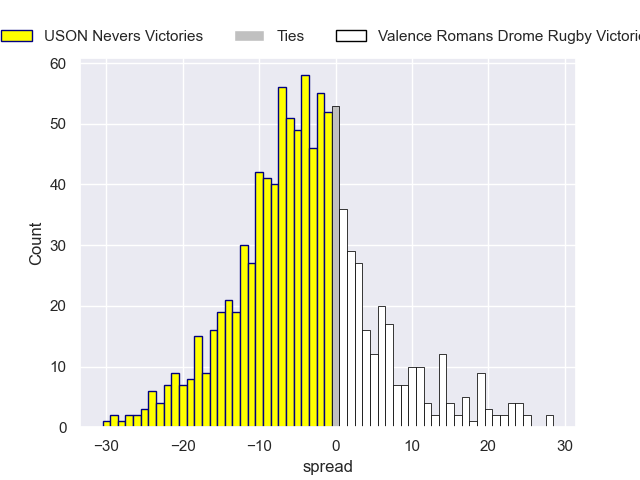 USON Nevers Victories Ties Valence Romans Drome Rugby Victorie
60
50
40
30
20
10
0
Count
−30 −20 −10 0 10 20 30
spread